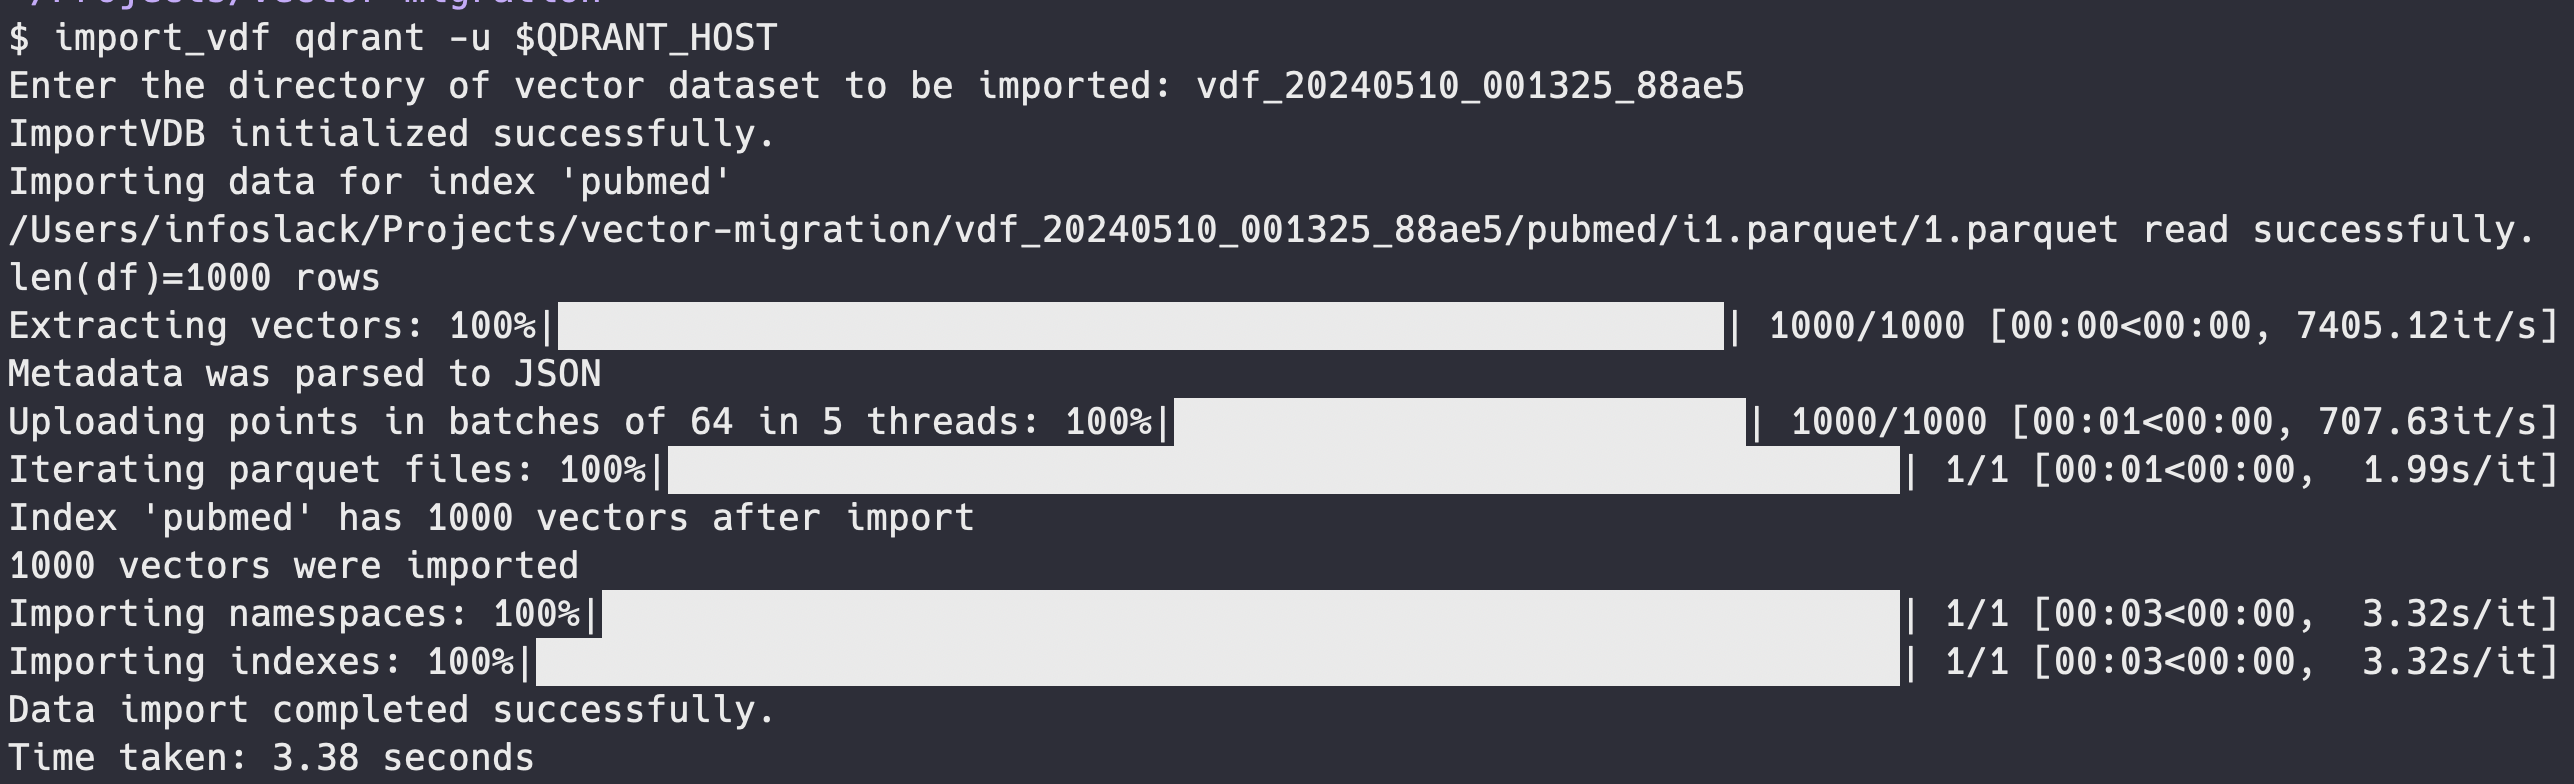 ~/Projects/vector-migration
$ import_vdf qdrant -u $QDRANT_HOST
Enter the directory of vector dataset to be imported: vdf_20240510_001325_88ae5
ImportVDB initialized successfully.
Importing data for index 'pubmed'
/Users/infoslack/Projects/vector-migration/vdf_20240510_001325_88ae5/pubmed/i1.parquet/1.parquet read successfully.
len(df)=1000 rows
Extracting vectors: 100%| | 1000/1000 [00:00<00:00, 7405.12it/s]
Metadata was parsed to JSON
Uploading points in batches of 64 in 5 threads: 100%| | 1000/1000 [00:01<00:00, 707.63it/s]
Iterating parquet files: 100%| | 1/1 [00:01<00:00,  1.99s/it]
Index 'pubmed' has 1000 vectors after import
1000 vectors were imported
Importing namespaces: 100%| | 1/1 [00:03<00:00,  3.32s/it]
Importing indexes: 100%| | 1/1 [00:03<00:00,  3.32s/it]
Data import completed successfully.
Time taken: 3.38 seconds